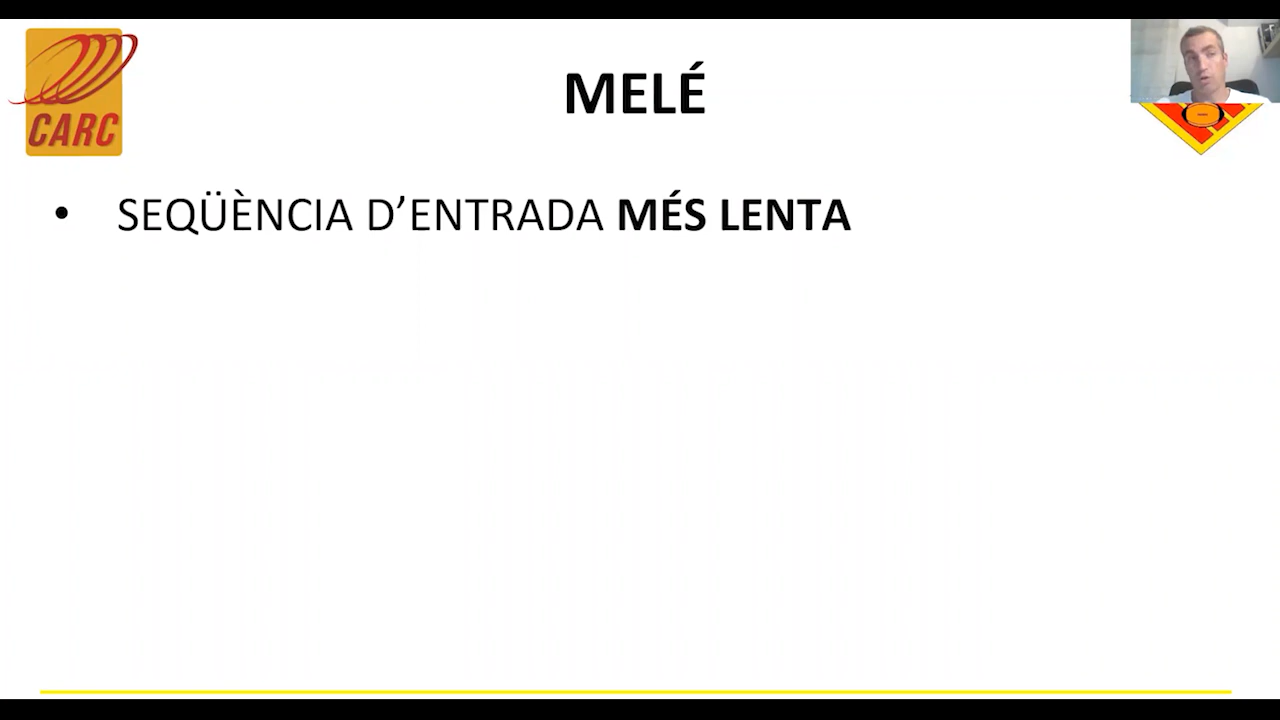 CARC
MELÉ
• SEQÜÈNCIA D’ENTRADA MÉS LENTA